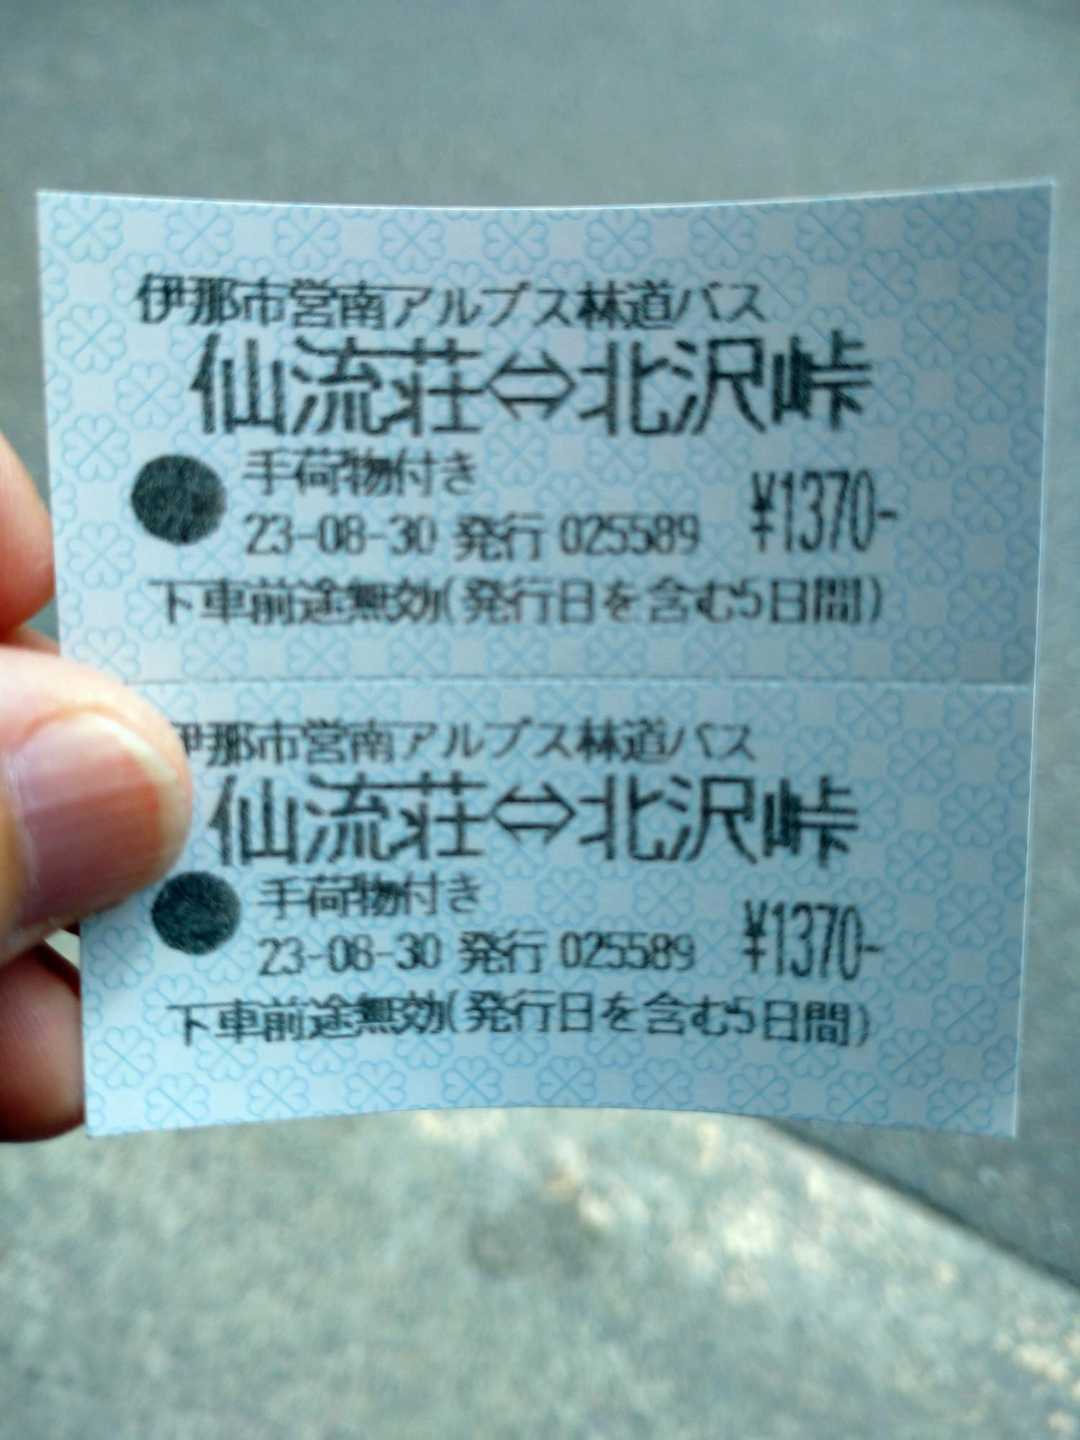 伊那市営南アルプス林道バス
仙流荘⇔北沢峠
手荷物付き
23-08-30 発行 025589 ¥1370-
下車前途無効(発行日を含む5日間)
伊那市営南アルプス林道バス
仙流荘⇔北沢峠
手荷物付き
23-08-30 発行 025589 ¥1370-
下車前途無効(発行日を含む5日間)